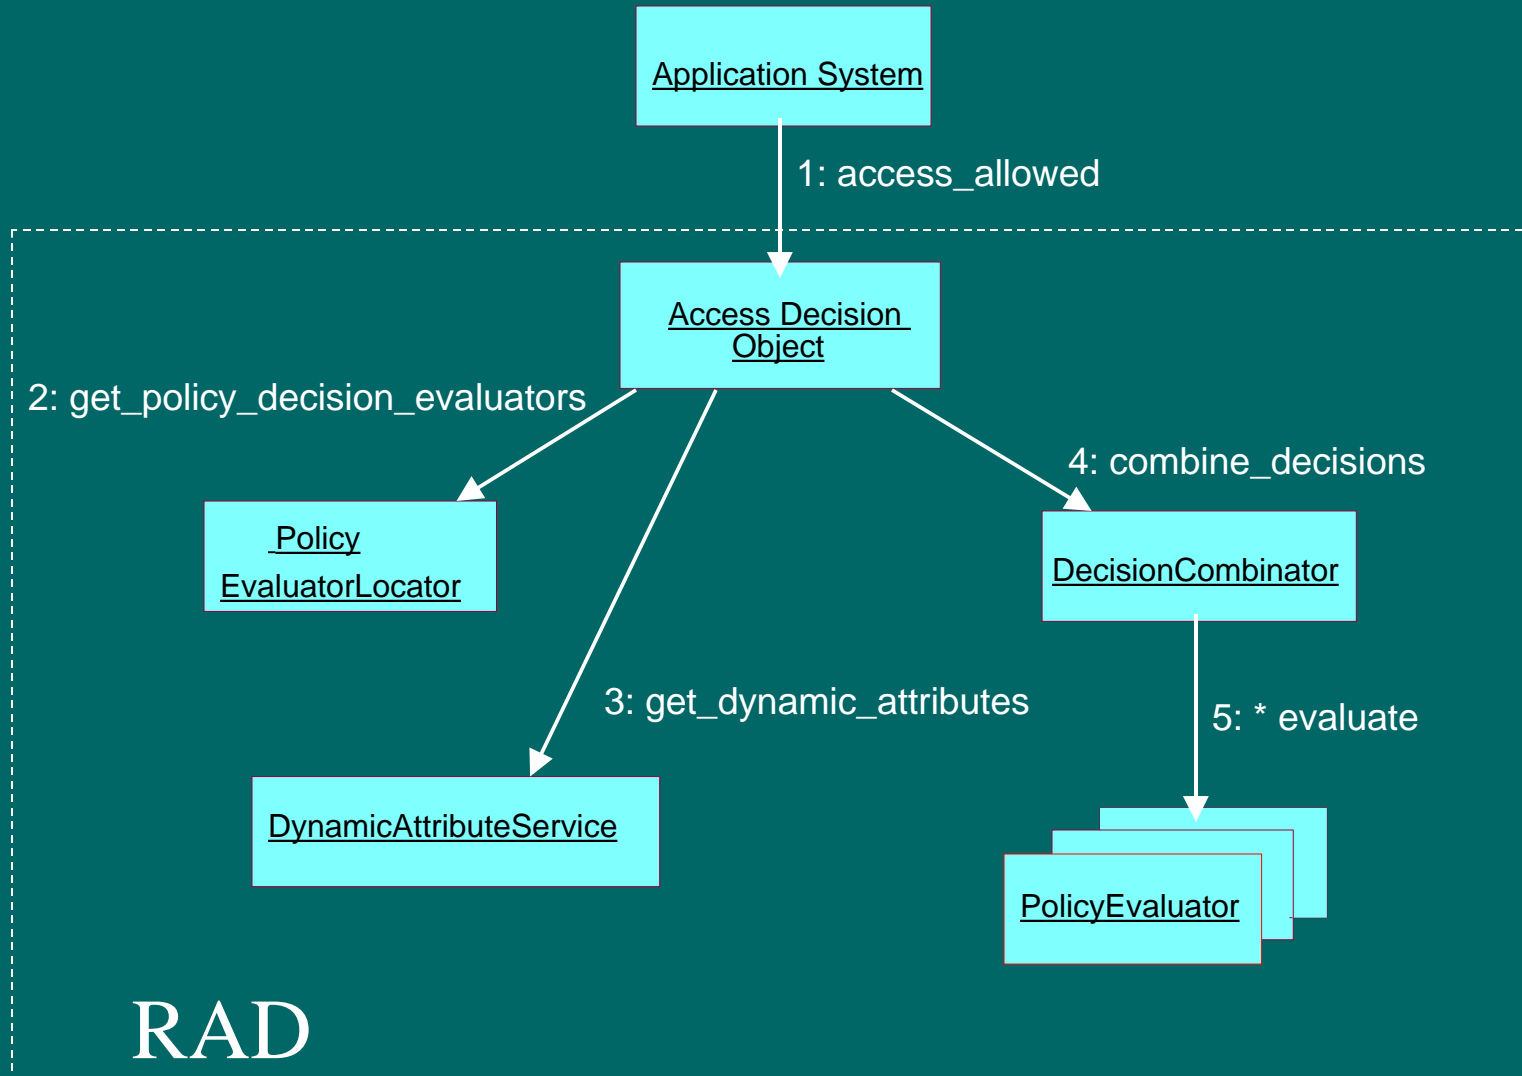 Application System
1: access_allowed
Access Decision
Object
2: get_policy_decision_evaluators
4: combine_decisions
Policy
EvaluatorLocator
DecisionCombinator
3: get_dynamic_attributes
5: * evaluate
DynamicAttributeService
PolicyEvaluator
RAD